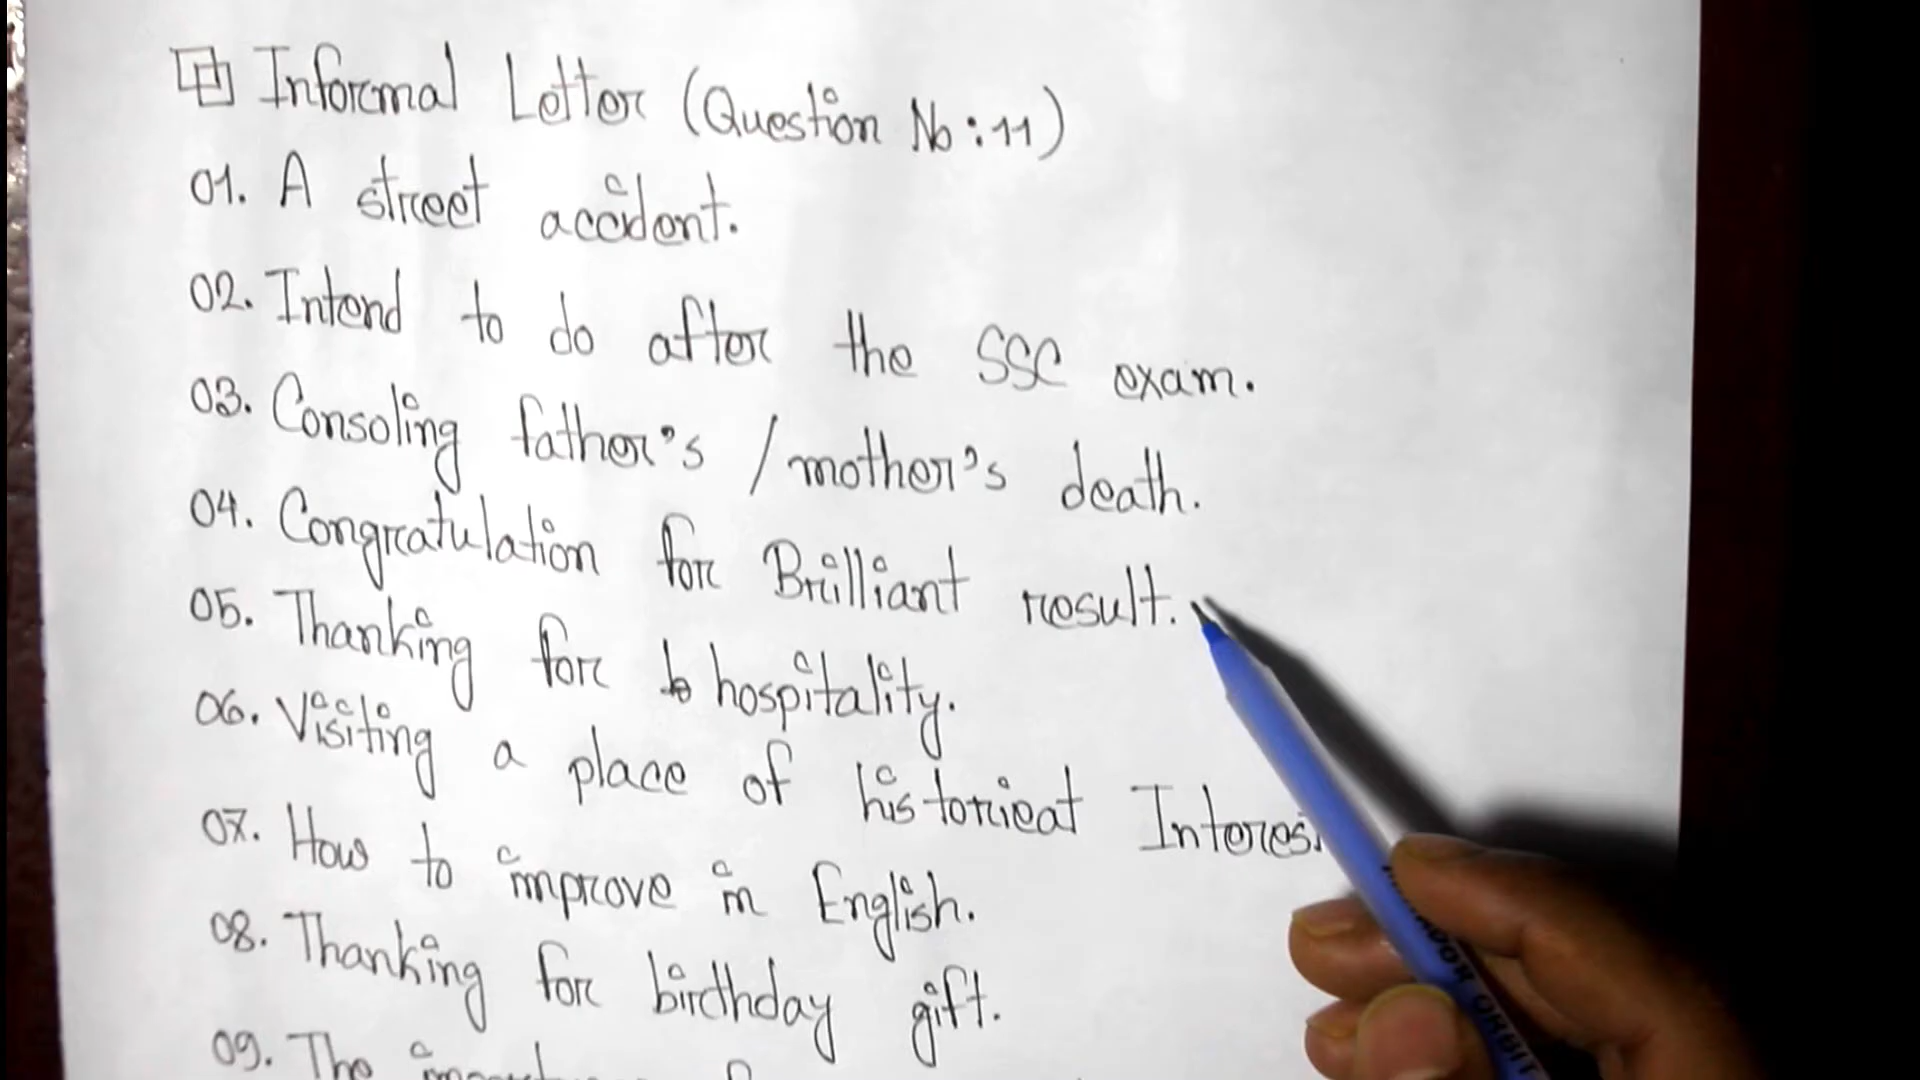 Informal Letter (Question No: 11)
01. A street accident.
02. Intend to do after the SSC exam.
03. Consoling father's / mother's death.
04. Congratulation for Brilliant result.
05. Thanking for hospitality.
06. Visiting a place of historical Interes
07. How to improve in English.
08. Thanking for birthday gift.
09. The